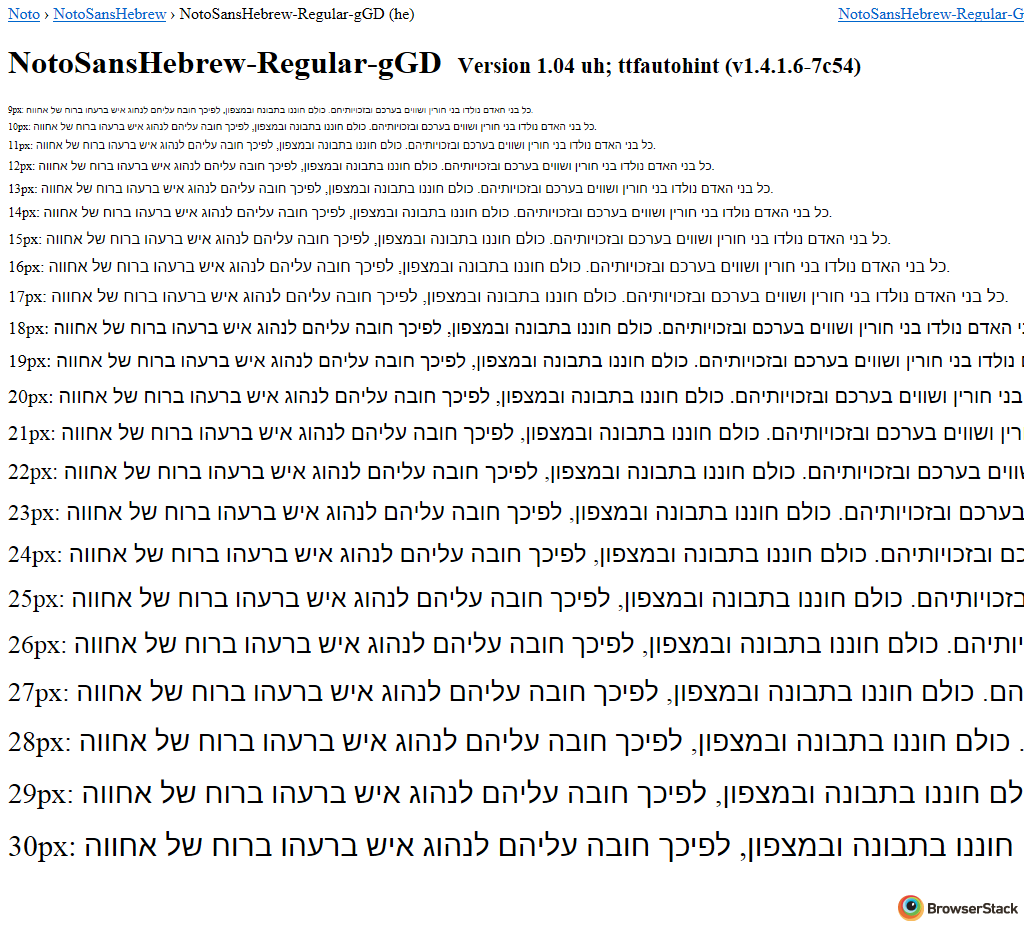 Noto › NotoSansHebrew › NotoSansHebrew-Regular-gGD (he)
NotoSansHebrew-Regular-G
NotoSansHebrew-Regular-gGD Version 1.04 uh; ttfautohint (v1.4.1.6-7c54)
9px: כל בני האדם נולדו בני חורין ושווים בערכם ובזכויותיהם. כולם חוננו בתבונה ובמצפון, לפיכך חובה עליהם לנהוג איש ברעהו ברוח של אחווה.
10px: כל בני האדם נולדו בני חורין ושווים בערכם ובזכויותיהם. כולם חוננו בתבונה ובמצפון, לפיכך חובה עליהם לנהוג איש ברעהו ברוח של אחווה.
11px: כל בני האדם נולדו בני חורין ושווים בערכם ובזכויותיהם. כולם חוננו בתבונה ובמצפון, לפיכך חובה עליהם לנהוג איש ברעהו ברוח של אחווה.
12px: כל בני האדם נולדו בני חורין ושווים בערכם ובזכויותיהם. כולם חוננו בתבונה ובמצפון, לפיכך חובה עליהם לנהוג איש ברעהו ברוח של אחווה.
13px: כל בני האדם נולדו בני חורין ושווים בערכם ובזכויותיהם. כולם חוננו בתבונה ובמצפון, לפיכך חובה עליהם לנהוג איש ברעהו ברוח של אחווה.
14px: כל בני האדם נולדו בני חורין ושווים בערכם ובזכויותיהם. כולם חוננו בתבונה ובמצפון, לפיכך חובה עליהם לנהוג איש ברעהו ברוח של אחווה.
15px: כל בני האדם נולדו בני חורין ושווים בערכם ובזכויותיהם. כולם חוננו בתבונה ובמצפון, לפיכך חובה עליהם לנהוג איש ברעהו ברוח של אחווה.
16px: כל בני האדם נולדו בני חורין ושווים בערכם ובזכויותיהם. כולם חוננו בתבונה ובמצפון, לפיכך חובה עליהם לנהוג איש ברעהו ברוח של אחווה.
17px: כל בני האדם נולדו בני חורין ושווים בערכם ובזכויותיהם. כולם חוננו בתבונה ובמצפון, לפיכך חובה עליהם לנהוג איש ברעהו ברוח של אחווה.
18px: האדם נולדו בני חורין ושווים בערכם ובזכויותיהם. כולם חוננו בתבונה ובמצפון, לפיכך חובה עליהם לנהוג איש ברעהו ברוח של אחווה
19px: נולדו בני חורין ושווים בערכם ובזכויותיהם. כולם חוננו בתבונה ובמצפון, לפיכך חובה עליהם לנהוג איש ברעהו ברוח של אחווה
20px: בני חורין ושווים בערכם ובזכויותיהם. כולם חוננו בתבונה ובמצפון, לפיכך חובה עליהם לנהוג איש ברעהו ברוח של אחווה
21px: רין ושווים בערכם ובזכויותיהם. כולם חוננו בתבונה ובמצפון, לפיכך חובה עליהם לנהוג איש ברעהו ברוח של אחווה
22px: שווים בערכם ובזכויותיהם. כולם חוננו בתבונה ובמצפון, לפיכך חובה עליהם לנהוג איש ברעהו ברוח של אחווה
23px: בערכם ובזכויותיהם. כולם חוננו בתבונה ובמצפון, לפיכך חובה עליהם לנהוג איש ברעהו ברוח של אחווה
24px: כם ובזכויותיהם. כולם חוננו בתבונה ובמצפון, לפיכך חובה עליהם לנהוג איש ברעהו ברוח של אחווה
25px: בזכויותיהם. כולם חוננו בתבונה ובמצפון, לפיכך חובה עליהם לנהוג איש ברעהו ברוח של אחווה
26px: יותיהם. כולם חוננו בתבונה ובמצפון, לפיכך חובה עליהם לנהוג איש ברעהו ברוח של אחווה
27px: הם. כולם חוננו בתבונה ובמצפון, לפיכך חובה עליהם לנהוג איש ברעהו ברוח של אחווה
28px: . כולם חוננו בתבונה ובמצפון, לפיכך חובה עליהם לנהוג איש ברעהו ברוח של אחווה
29px: לם חוננו בתבונה ובמצפון, לפיכך חובה עליהם לנהוג איש ברעהו ברוח של אחווה
30px: חוננו בתבונה ובמצפון, לפיכך חובה עליהם לנהוג איש ברעהו ברוח של אחווה
BrowserStack